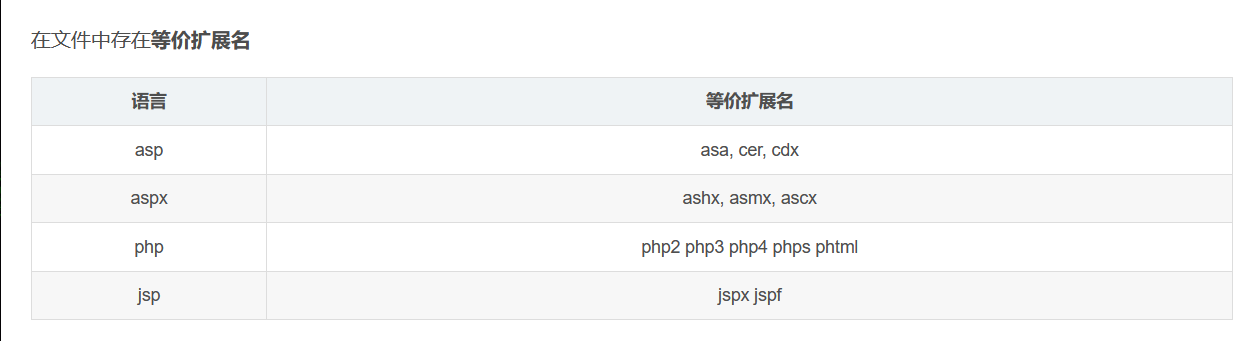 在文件中存在等价扩展名
语言 等价扩展名
asp asa, cer, cdx
aspx ashx, asmx, ascx
php php2 php3 php4 phps phtml
jsp jspx jspf